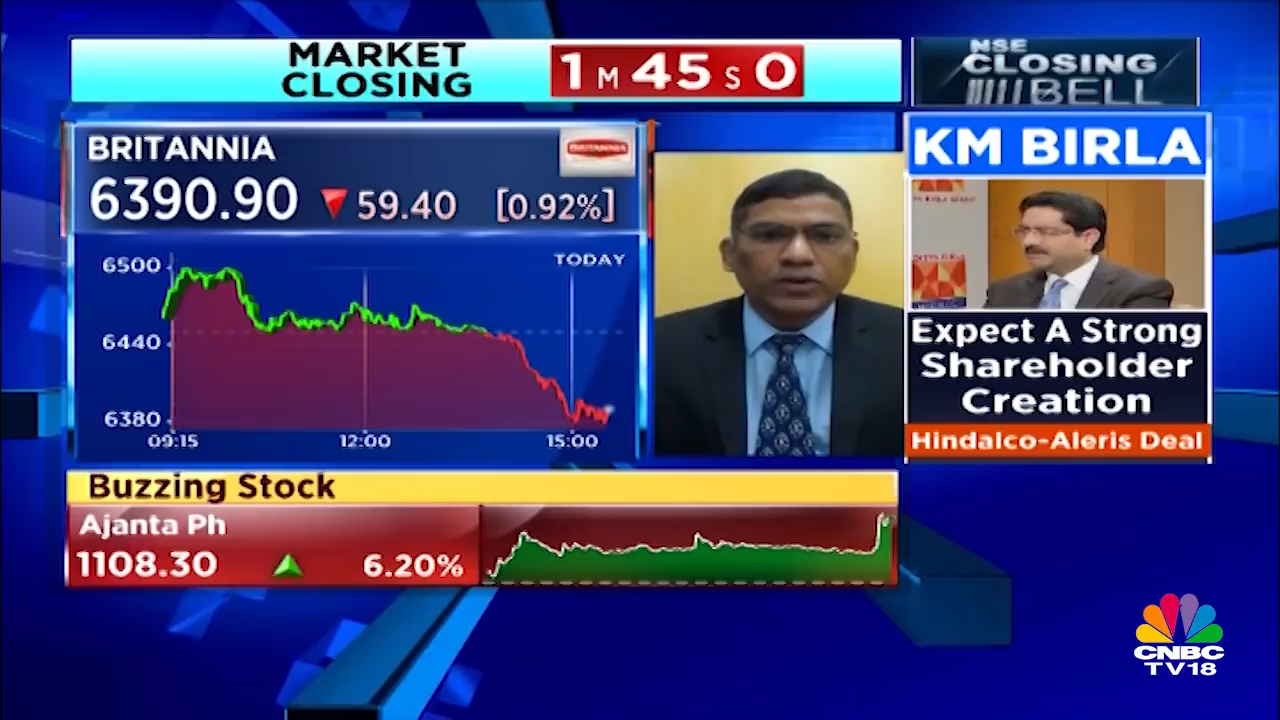 MARKET
CLOSING
1 M 45 S 0
NSE
CLOSING
BELL
BRITANNIA
BRITANNIA
6390.90 59.40 [0.92%]
TODAY
6500
6440
6380
09:15 12:00 15:00
KM BIRLA
Expect A Strong
Shareholder
Creation
Hindalco-Aleris Deal
Buzzing Stock
Ajanta Ph
1108.30 6.20%
CNBC
TV18